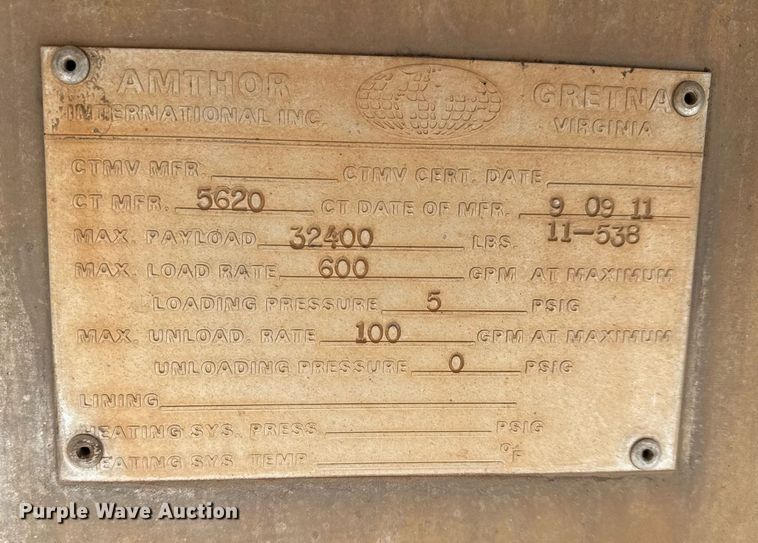 AMTHOR
INTERNATIONAL INC
GRETNA
VIRGINIA
CTMV MFR. CTMV CERT. DATE
CT MFR. 5620 CT DATE OF MFR. 9 09 11
MAX. PAYLOAD 32400 LBS. 11-538
MAX. LOAD RATE 600 GPM AT MAXIMUM
LOADING PRESSURE 5 PSIG
MAX. UNLOAD. RATE 100 GPM AT MAXIMUM
UNLOADING PRESSURE 0 PSIG
LINING
HEATING SYS. PRESS PSIG
HEATING SYS. TEMP °F
Purple Wave Auction